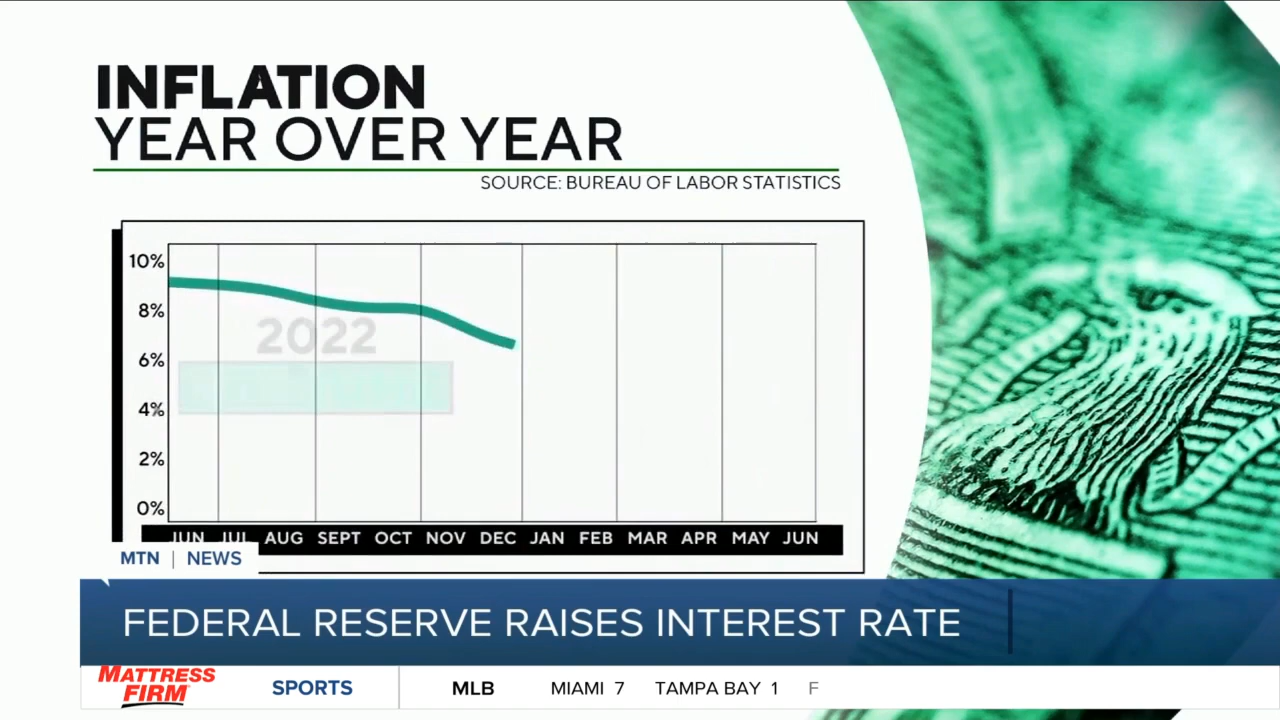 INFLATION
YEAR OVER YEAR
SOURCE: BUREAU OF LABOR STATISTICS
10%
8%
2022
6%
4%
2%
0%
JUN JUL AUG SEPT OCT NOV DEC JAN FEB MAR APR MAY JUN
MTN | NEWS
FEDERAL RESERVE RAISES INTEREST RATE
MATTRESS FIRM
SPORTS MLB MIAMI 7 TAMPA BAY 1 F